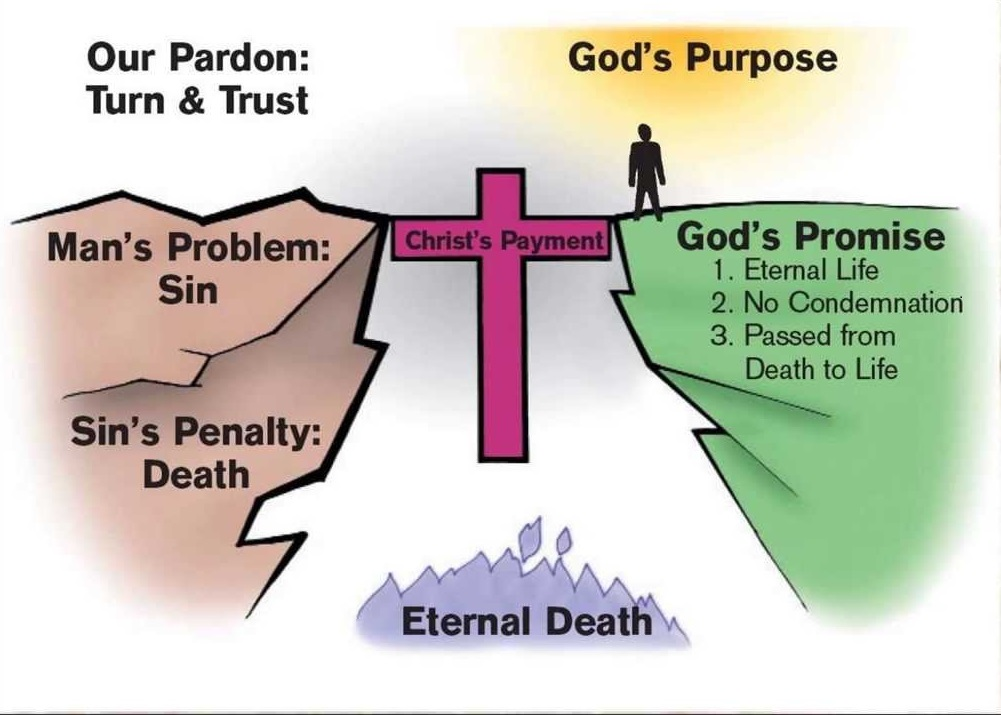 Our Pardon:
Turn & Trust
God's Purpose
Man's Problem:
Sin
Sin's Penalty:
Death
Christ's Payment
God's Promise
1. Eternal Life
2. No Condemnation
3. Passed from
Death to Life
Eternal Death